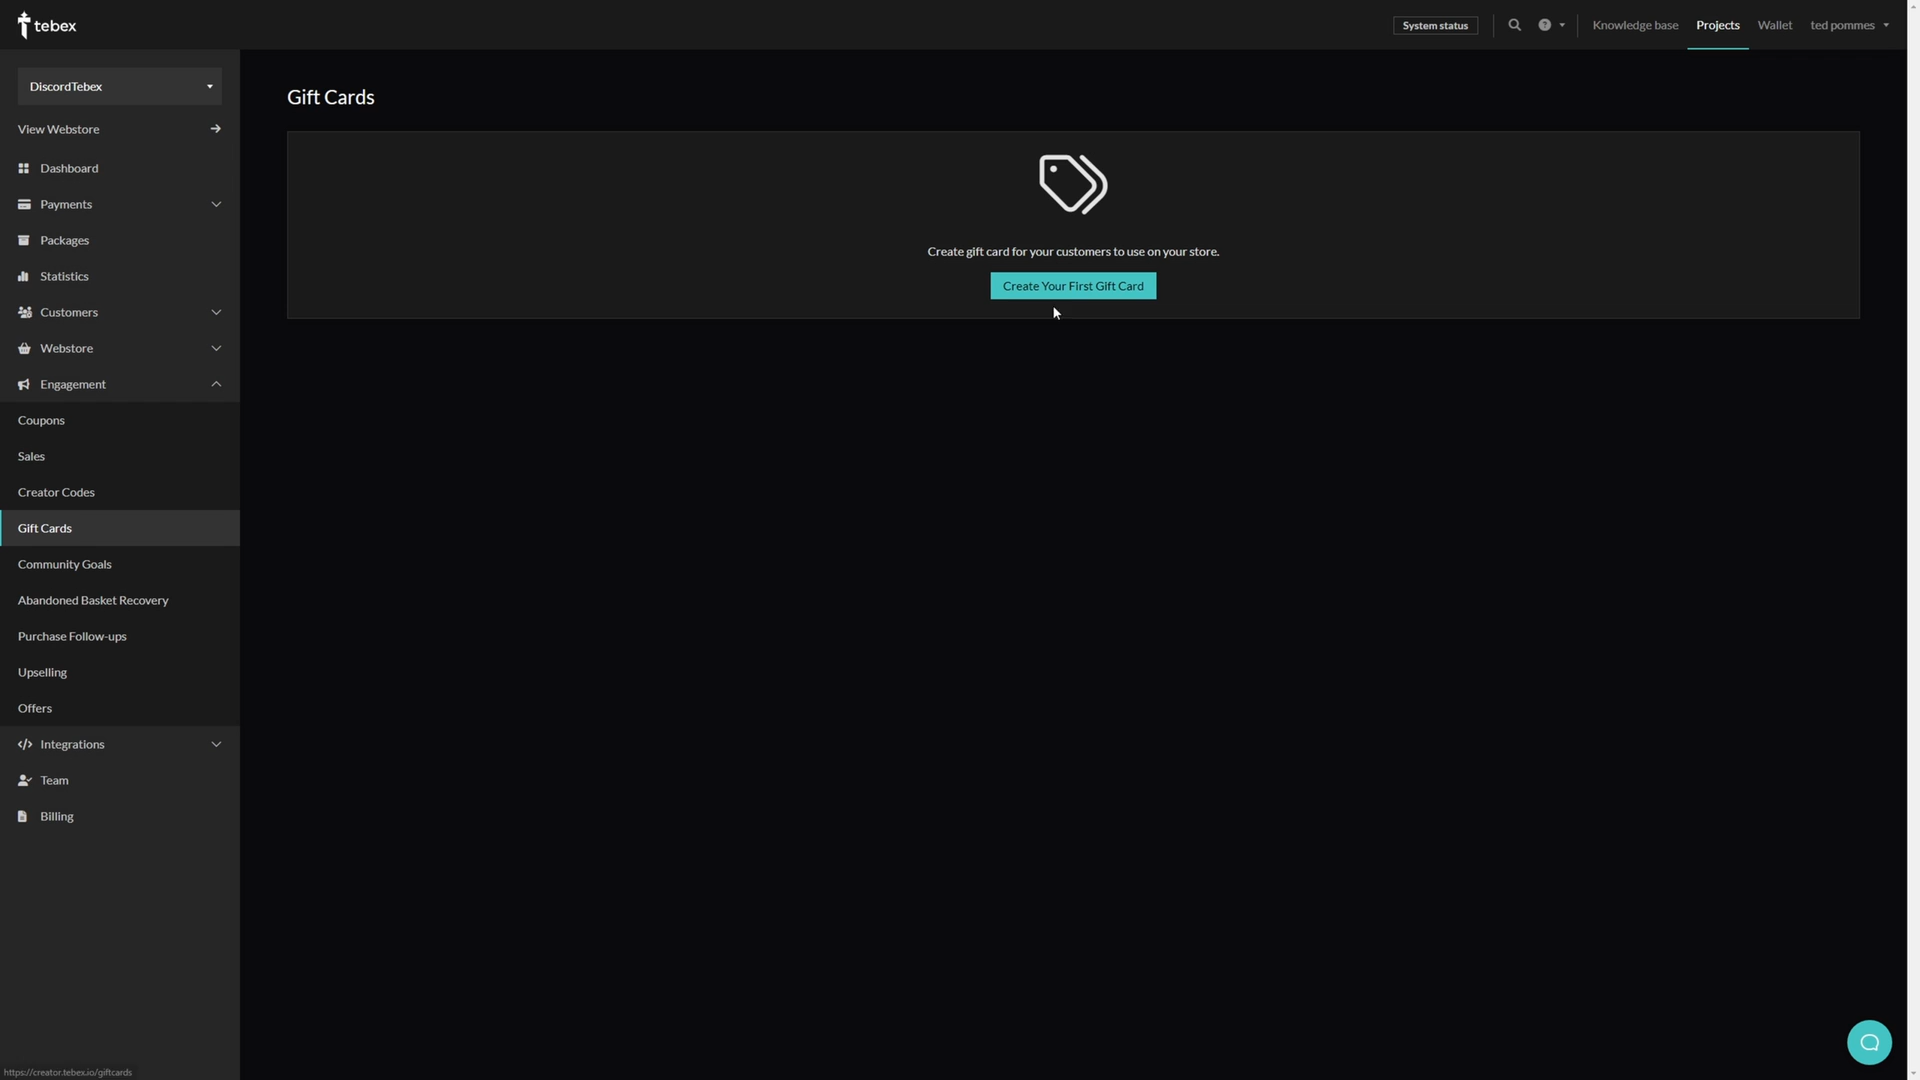 tebex
System status
Knowledge base
Projects
Wallet
ted pommes
DiscordTebex
View Webstore
Dashboard
Payments
Packages
Statistics
Customers
Webstore
Engagement
Coupons
Sales
Creator Codes
Gift Cards
Community Goals
Abandoned Basket Recovery
Purchase Follow-ups
Upselling
Offers
Integrations
Team
Billing
Gift Cards
Create gift card for your customers to use on your store.
Create Your First Gift Card
https://creator.tebex.io/giftcards